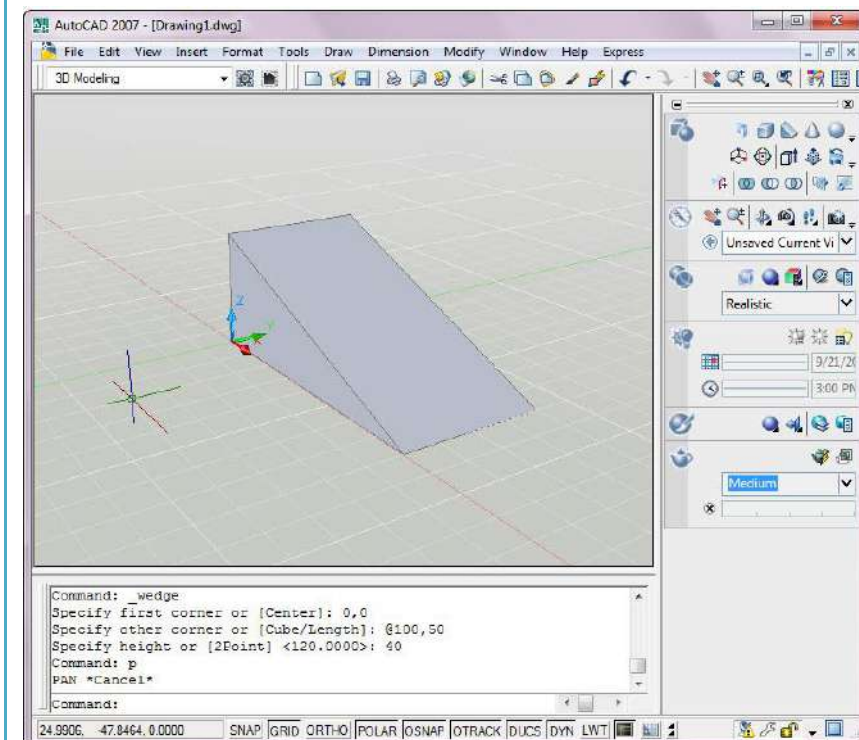 AutoCAD 2007 - [Drawing1.dwg]
File Edit View Insert Format Tools Draw Dimension Modify Window Help Express
3D Modeling
Unsaved Current Vi
Realistic
9/21/20
3:00 PM
Medium
Z
Y
Command: _wedge
Specify first corner or [Center]: 0,0
Specify other corner or [Cube/Length]: @100,50
Specify height or [2Point] <120.0000>: 40
Command: p
PAN *Cancel*
Command:
24.9906, -47.8464, 0.0000 SNAP GRID ORTHO POLAR OSNAP OTRACK DUCS DYN LWT